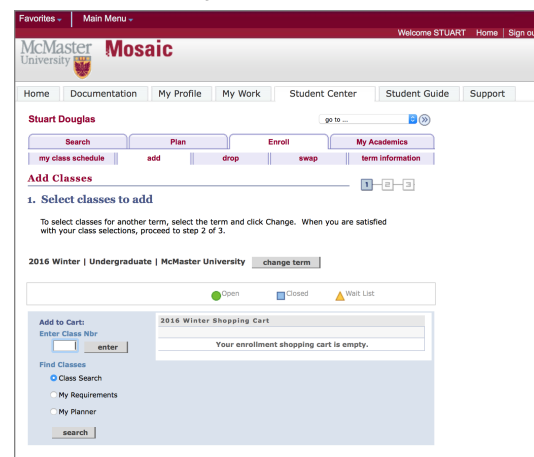 Favorites Main Menu
Welcome STUART Home Sign ou
McMaster University Mosaic
Home Documentation My Profile My Work Student Center Student Guide Support
Stuart Douglas
go to ...
Search Plan Enroll My Academics
my class schedule add drop swap term information
Add Classes
1 2 3
1. Select classes to add
To select classes for another term, select the term and click Change. When you are satisfied
with your class selections, proceed to step 2 of 3.
2016 Winter | Undergraduate | McMaster University change term
Open Closed Wait List
Add to Cart:
Enter Class Nbr
enter
2016 Winter Shopping Cart
Your enrollment shopping cart is empty.
Find Classes
Class Search
My Requirements
My Planner
search